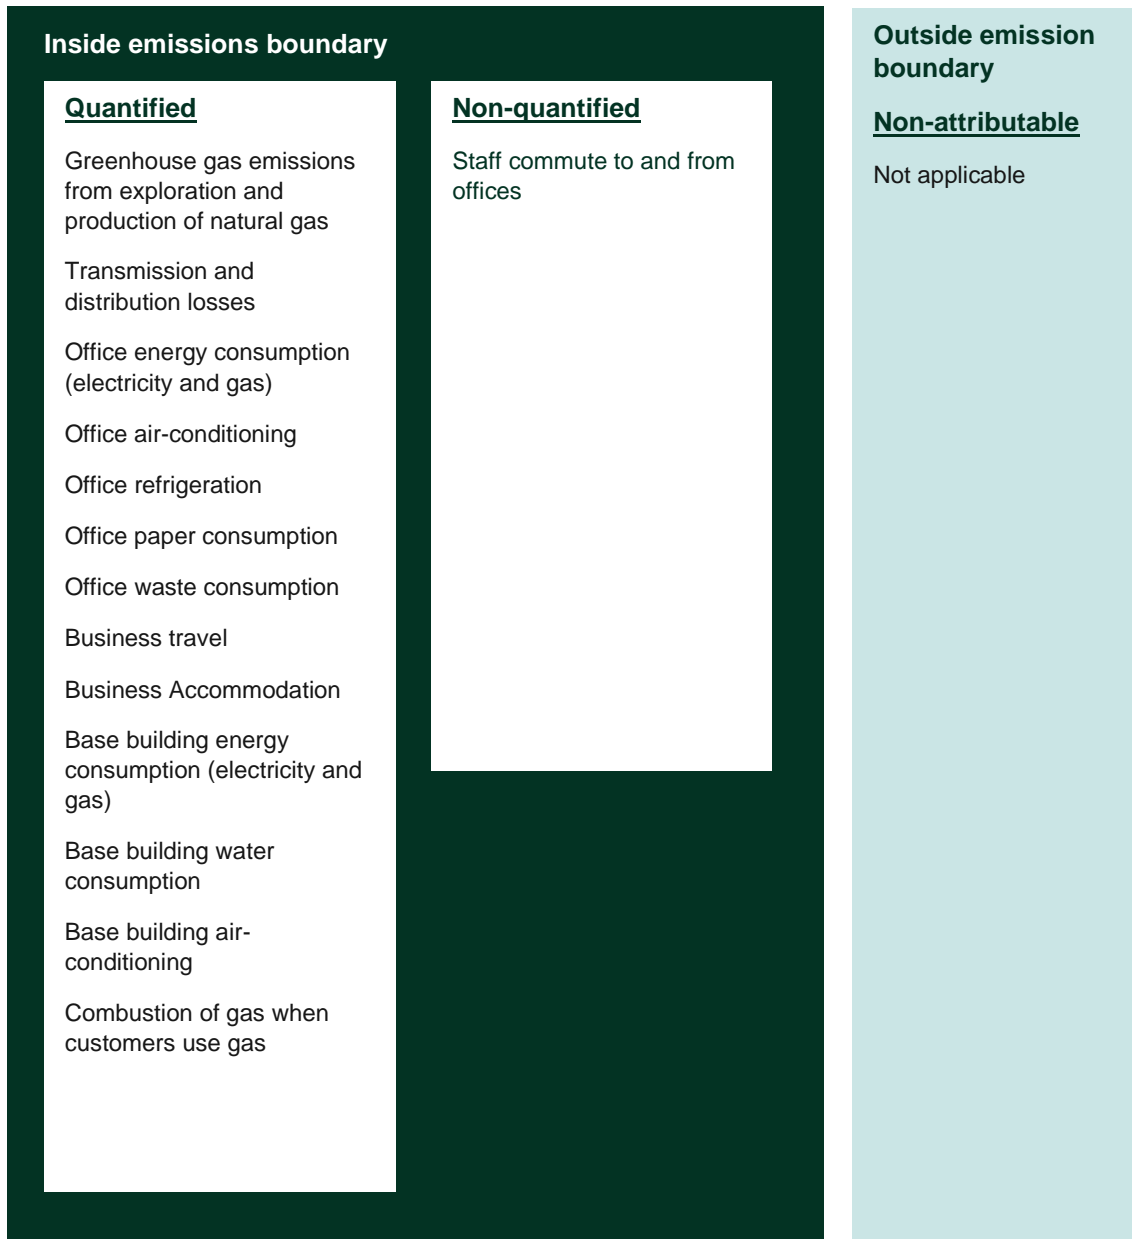 Inside emissions boundary
Quantified
Greenhouse gas emissions
from exploration and
production of natural gas
Transmission and
distribution losses
Office energy consumption
(electricity and gas)
Office air-conditioning
Office refrigeration
Office paper consumption
Office waste consumption
Business travel
Business Accommodation
Base building energy
consumption (electricity and
gas)
Base building water
consumption
Base building air-
conditioning
Combustion of gas when
customers use gas
Non-quantified
Staff commute to and from
offices
Outside emission
boundary
Non-attributable
Not applicable